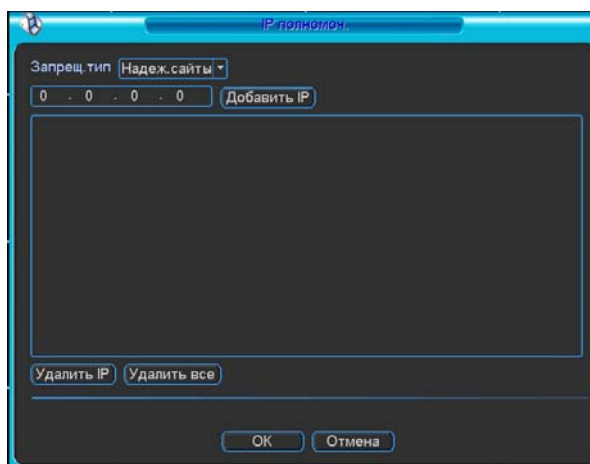 IP полномоч.
Запрещ.тип Надеж.сайты
0 . 0 . 0 . 0 Добавить IP
Удалить IP Удалить все
OK Отмена